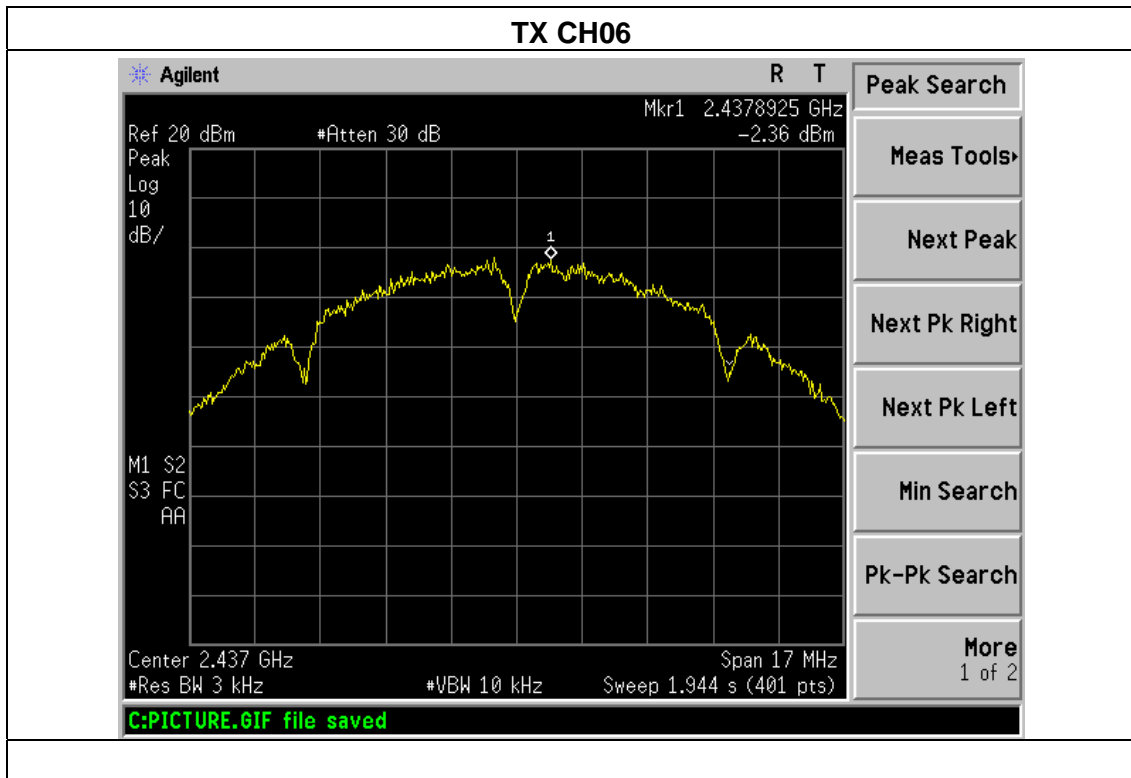 TX CH06
Agilent R T
Mkr1 2.4378925 GHz
Ref 20 dBm #Atten 30 dB -2.36 dBm
Peak
Log
10
dB/
1
M1 S2
S3 FC
AA
Center 2.437 GHz Span 17 MHz
#Res BW 3 kHz #VBW 10 kHz Sweep 1.944 s (401 pts)
C:PICTURE.GIF file saved
Peak Search
Meas Tools
Next Peak
Next Pk Right
Next Pk Left
Min Search
Pk-Pk Search
More
1 of 2